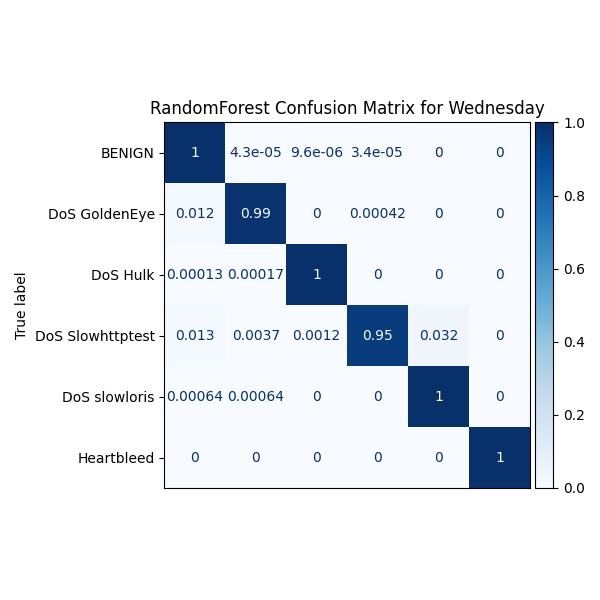 RandomForest Confusion Matrix for Wednesday
BENIGN 1 4.3e-05 9.6e-06 3.4e-05 0 0
DoS GoldenEye 0.012 0.99 0 0.00042 0 0
DoS Hulk 0.00013 0.00017 1 0 0 0
DoS Slowhttptest 0.013 0.0037 0.0012 0.95 0.032 0
DoS slowloris 0.00064 0.00064 0 0 1 0
Heartbleed 0 0 0 0 0 1
True label
1.0
0.8
0.6
0.4
0.2
0.0